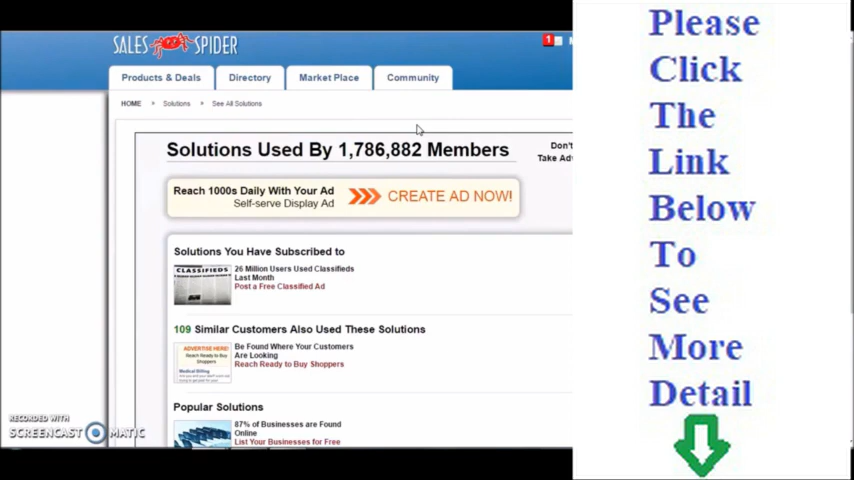 SALES SPIDER
1
Products & Deals
Directory
Market Place
Community
HOME » Solutions » See All Solutions
Solutions Used By 1,786,882 Members
Don't
Take Ad
Reach 1000s Daily With Your Ad
Self-serve Display Ad
CREATE AD NOW!
Solutions You Have Subscribed to
CLASSIFIEDS
26 Million Users Used Classifieds
Last Month
Post a Free Classified Ad
109 Similar Customers Also Used These Solutions
ADVERTISE HERE!
Reach Ready to Buy
Shoppers
Medical Billing
Be Found Where Your Customers
Are Looking
Reach Ready to Buy Shoppers
Popular Solutions
87% of Businesses are Found
Online
List Your Businesses for Free
RECORDED WITH
SCREENCAST MATIC
Please
Click
The
Link
Below
To
See
More
Detail